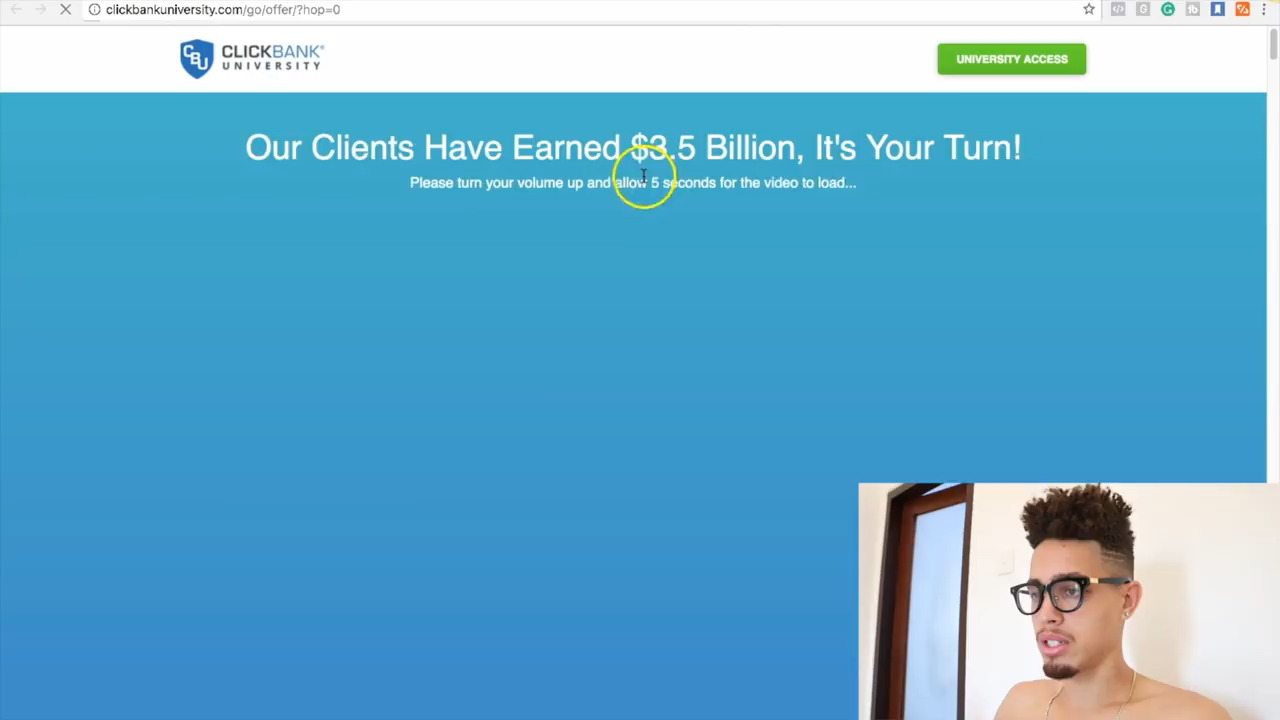 clickbankuniversity.com/go/offer/?hop=0
CBU
CLICKBANK®
UNIVERSITY
UNIVERSITY ACCESS
Our Clients Have Earned $3.5 Billion, It's Your Turn!
Please turn your volume up and allow 5 seconds for the video to load...